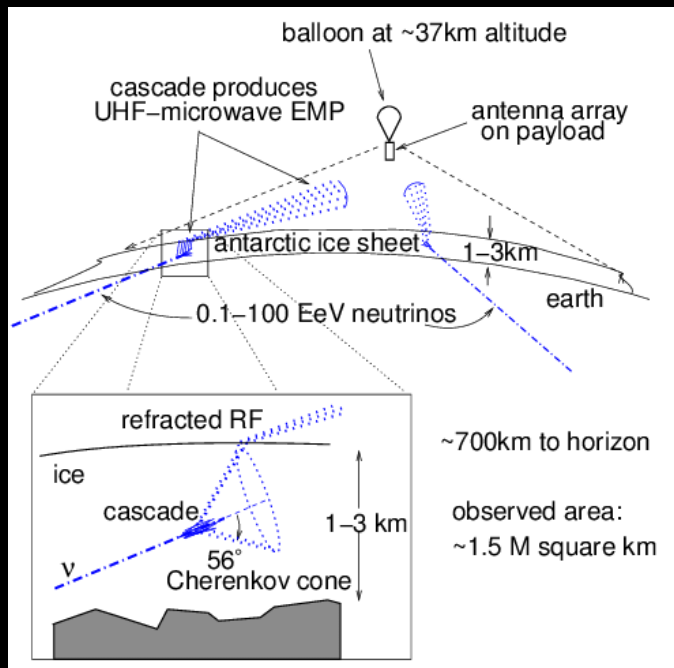 balloon at ~37km altitude
cascade produces
UHF−microwave EMP
antenna array
on payload
antarctic ice sheet
1−3km
earth
0.1−100 EeV neutrinos
refracted RF
ice
cascade
1−3 km
56°
ν
Cherenkov cone
~700km to horizon
observed area:
~1.5 M square km